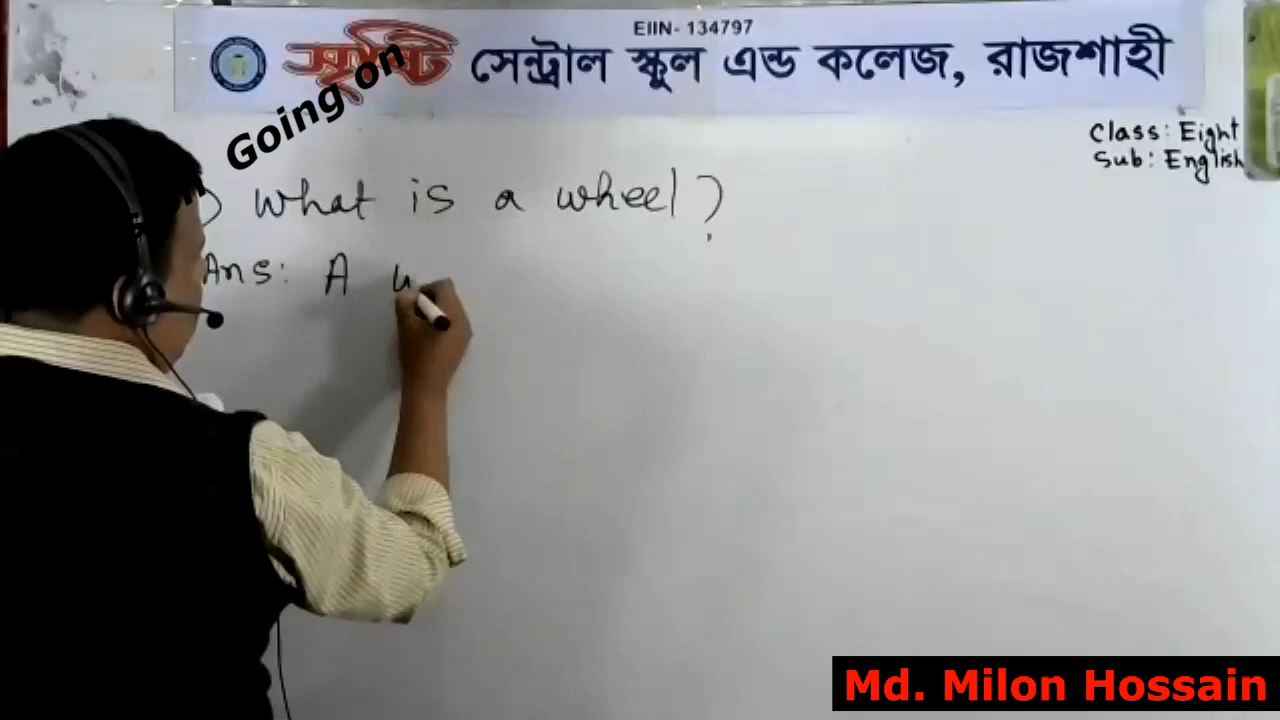 EIIN- 134797
সৃষ্টি সেন্ট্রাল স্কুল এন্ড কলেজ, রাজশাহী
Going on
Class: Eight
Sub: English
) What is a wheel?
Ans: A w
Md. Milon Hossain